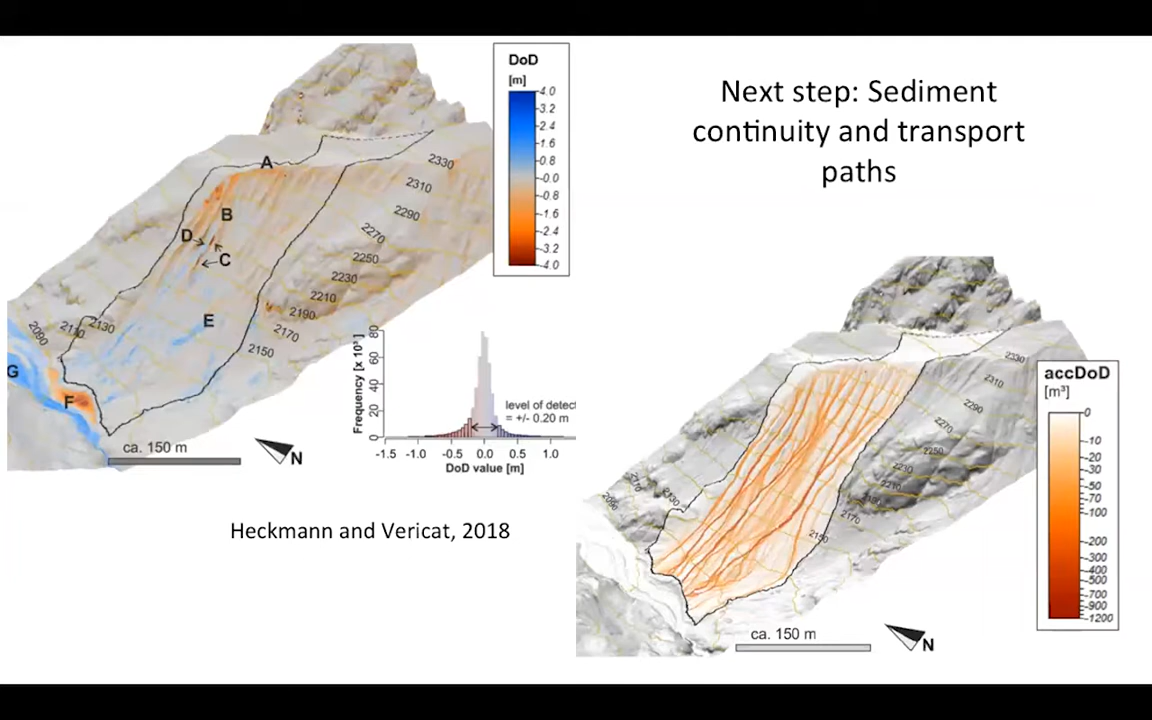 Next step: Sediment
continuity and transport
paths
DoD
[m]
4.0
3.2
2.4
1.6
0.8
-0.0
-0.8
-1.6
-2.4
-3.2
-4.0
A
B
C
D
E
F
G
2330
2310
2290
2270
2250
2230
2210
2190
2170
2150
2130
2110
2090
ca. 150 m
N
Frequency [x 10³ ]
80
60
40
20
0
level of detect
= +/- 0.20 m
-1.5 -1.0 -0.5 0.0 0.5 1.0
DoD value [m]
Heckmann and Vericat, 2018
accDoD
[m³]
0
-10
-20
-30
-50
-70
-100
-200
-300
-400
-500
-700
-900
-1200
2330
2310
2290
2270
2250
2230
2210
2190
2170
2150
2130
2110
2090
ca. 150 m
N